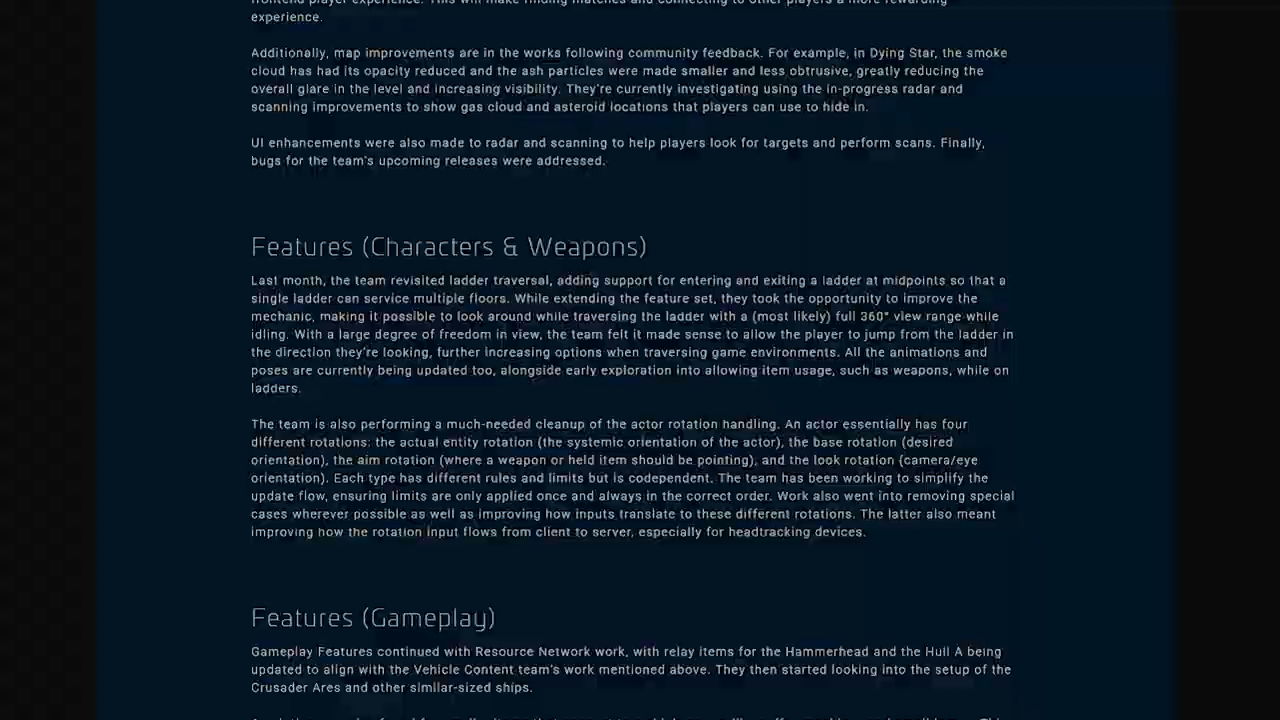 frontend player experience. This will make finding matches and connecting to other players a more rewarding
experience.
Additionally, map improvements are in the works following community feedback. For example, in Dying Star, the smoke
cloud has had its opacity reduced and the ash particles were made smaller and less obtrusive, greatly reducing the
overall glare in the level and increasing visibility. They're currently investigating using the in-progress radar and
scanning improvements to show gas cloud and asteroid locations that players can use to hide in.
UI enhancements were also made to radar and scanning to help players look for targets and perform scans. Finally,
bugs for the team's upcoming releases were addressed.
Features (Characters & Weapons)
Last month, the team revisited ladder traversal, adding support for entering and exiting a ladder at midpoints so that a
single ladder can service multiple floors. While extending the feature set, they took the opportunity to improve the
mechanic, making it possible to look around while traversing the ladder with a (most likely) full 360° view range while
idling. With a large degree of freedom in view, the team felt it made sense to allow the player to jump from the ladder in
the direction they're looking, further increasing options when traversing game environments. All the animations and
poses are currently being updated too, alongside early exploration into allowing item usage, such as weapons, while on
ladders.
The team is also performing a much-needed cleanup of the actor rotation handling. An actor essentially has four
different rotations: the actual entity rotation (the systemic orientation of the actor), the base rotation (desired
orientation), the aim rotation (where a weapon or held item should be pointing), and the look rotation (camera/eye
orientation). Each type has different rules and limits but is codependent. The team has been working to simplify the
update flow, ensuring limits are only applied once and always in the correct order. Work also went into removing special
cases wherever possible as well as improving how inputs translate to these different rotations. The latter also meant
improving how the rotation input flows from client to server, especially for headtracking devices.
Features (Gameplay)
Gameplay Features continued with Resource Network work, with relay items for the Hammerhead and the Hull A being
updated to align with the Vehicle Content team's work mentioned above. They then started looking into the setup of the
Crusader Ares and other similar-sized ships.